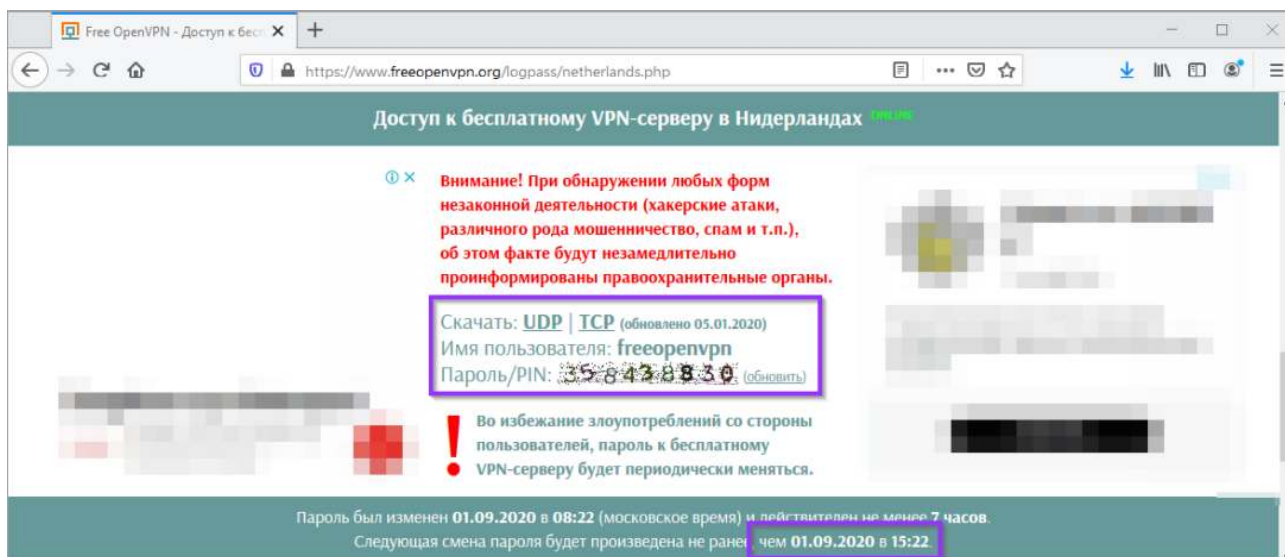 Free OpenVPN - Доступ к бесп
https://www.freeopenvpn.org/logpass/netherlands.php
Доступ к бесплатному VPN-серверу в Нидерландах ONLINE
Внимание! При обнаружении любых форм
незаконной деятельности (хакерские атаки,
различного рода мошенничество, спам и т.п.),
об этом факте будут незамедлительно
проинформированы правоохранительные органы.
Скачать: UDP | TCP (обновлено 05.01.2020)
Имя пользователя: freeopenvpn
Пароль/PIN: 358438830 (обновить)
Во избежание злоупотреблений со стороны
пользователей, пароль к бесплатному
VPN-серверу будет периодически меняться.
Пароль был изменен 01.09.2020 в 08:22 (московское время) и действителен не менее 7 часов.
Следующая смена пароля будет произведена не ранее, чем 01.09.2020 в 15:22.